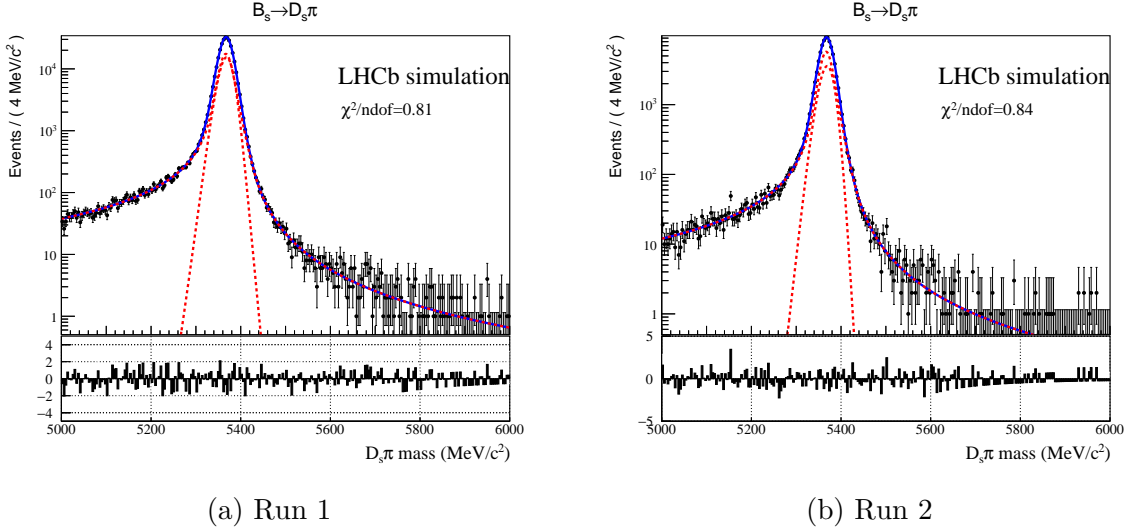 B_s→D_sπ
Events / ( 4 MeV/c²)
10⁴
10³
10²
10
1
LHCb simulation
χ²/ndof=0.81
4
2
0
−2
−4
5000 5200 5400 5600 5800 6000
D_sπ mass (MeV/c²)
(a) Run 1
B_s→D_sπ
Events / ( 4 MeV/c²)
10³
10²
10
1
LHCb simulation
χ²/ndof=0.84
5
0
−5
5000 5200 5400 5600 5800 6000
D_sπ mass (MeV/c²)
(b) Run 2